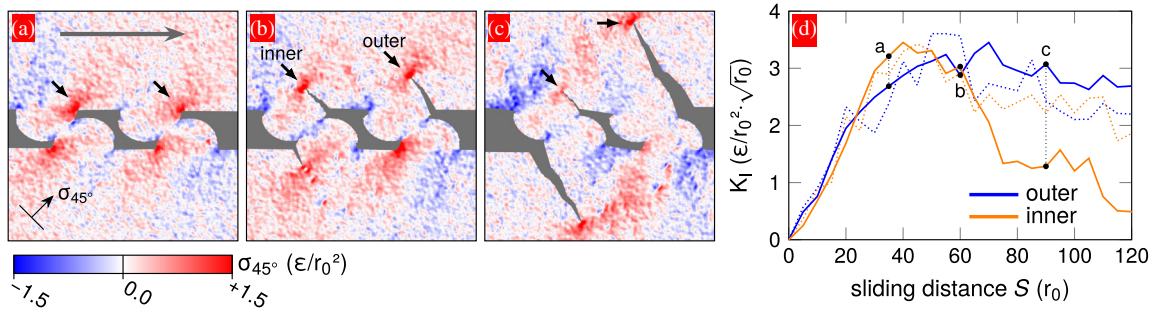 (a)
σ45°
(b)
inner
outer
(c)
−1.5
0.0
+1.5
σ45° (ε/r₀²)
(d)
K_I (ε/r₀²·√r₀)
4
3
2
1
0
a
b
c
outer
inner
0 20 40 60 80 100 120
sliding distance S (r₀)